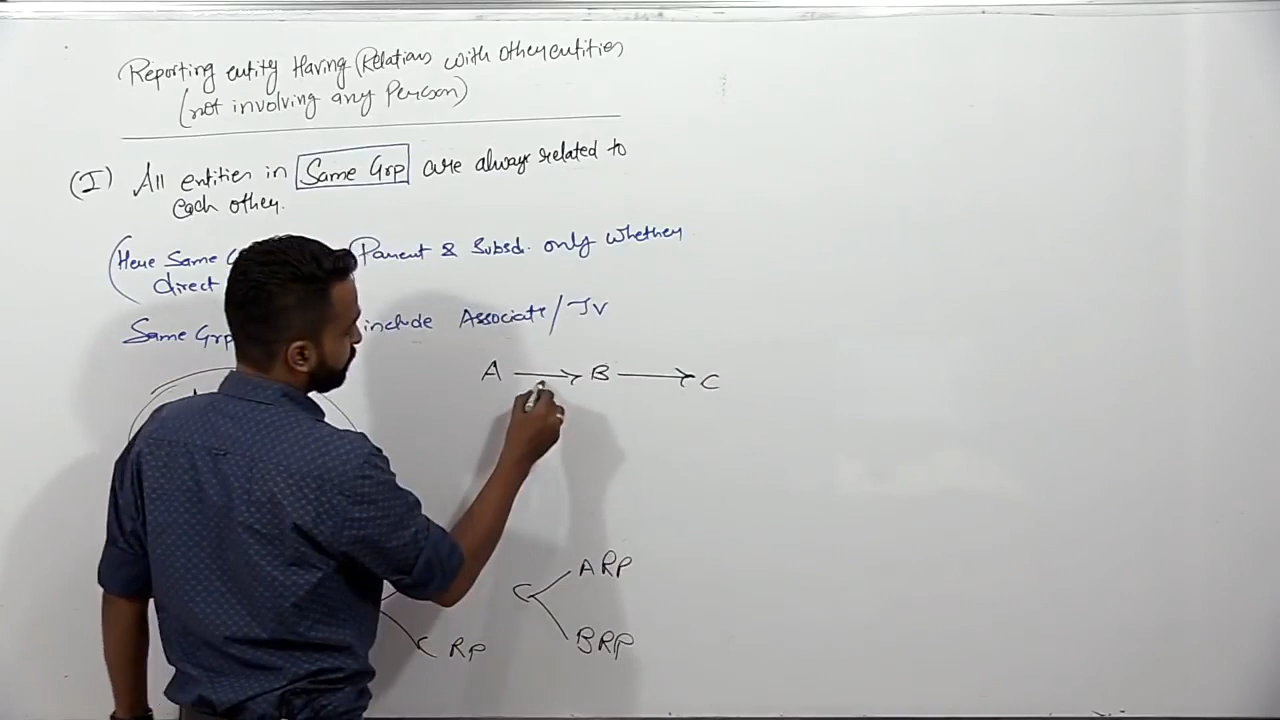 Reporting entity Having Relations with other entities
(not involving any Person)
(I) All entities in Same Grp are always related to
each other.
(Here Same Parent & Subsd. only whether
direct
Same Grp include Associate/JV
A → B → C
C A RP
B RP
C RP